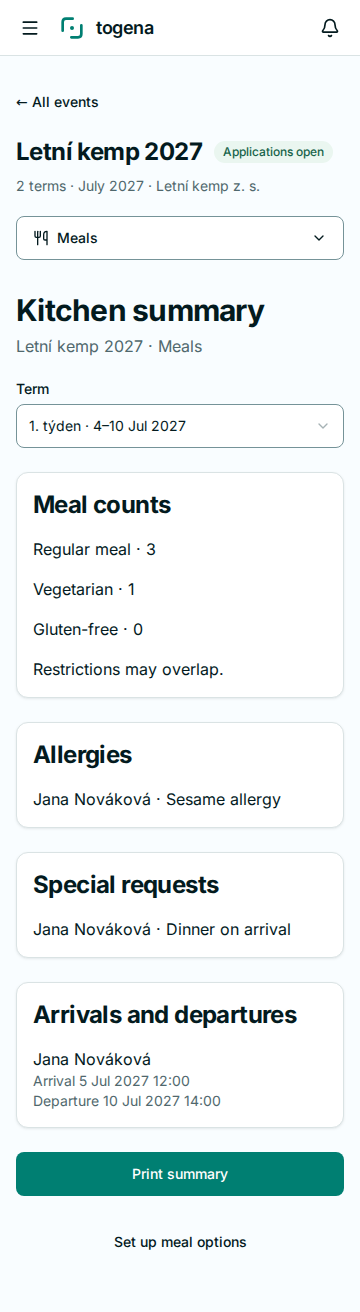 togena
← All events
Letní kemp 2027 Applications open
2 terms · July 2027 · Letní kemp z. s.
Meals
Kitchen summary
Letní kemp 2027 · Meals
Term
1. týden · 4–10 Jul 2027
Meal counts
Regular meal · 3
Vegetarian · 1
Gluten-free · 0
Restrictions may overlap.
Allergies
Jana Nováková · Sesame allergy
Special requests
Jana Nováková · Dinner on arrival
Arrivals and departures
Jana Nováková
Arrival 5 Jul 2027 12:00
Departure 10 Jul 2027 14:00
Print summary
Set up meal options